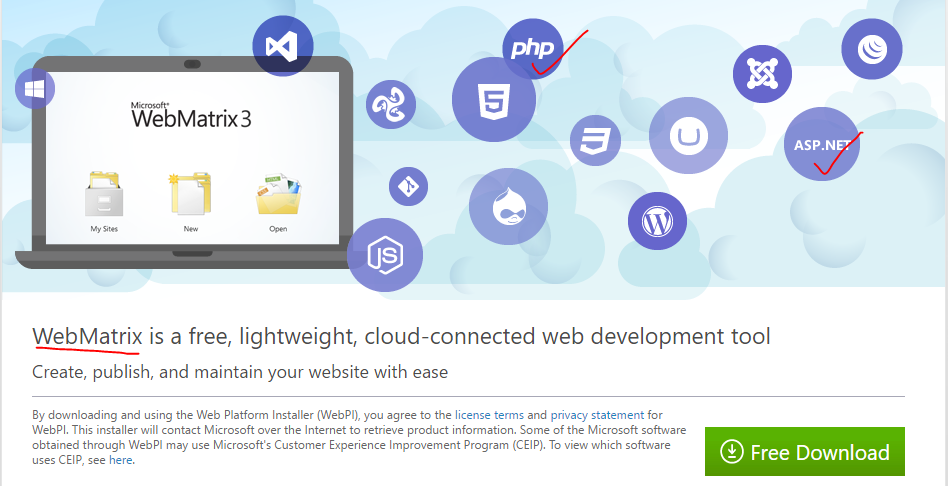 php
Microsoft®
WebMatrix 3
ASP.NET
My Sites
New
Open
JS
WebMatrix is a free, lightweight, cloud-connected web development tool
Create, publish, and maintain your website with ease
By downloading and using the Web Platform Installer (WebPI), you agree to the license terms and privacy statement for
WebPI. This installer will contact Microsoft over the Internet to retrieve product information. Some of the Microsoft software
obtained through WebPI may use Microsoft's Customer Experience Improvement Program (CEIP). To view which software
uses CEIP, see here.
Free Download